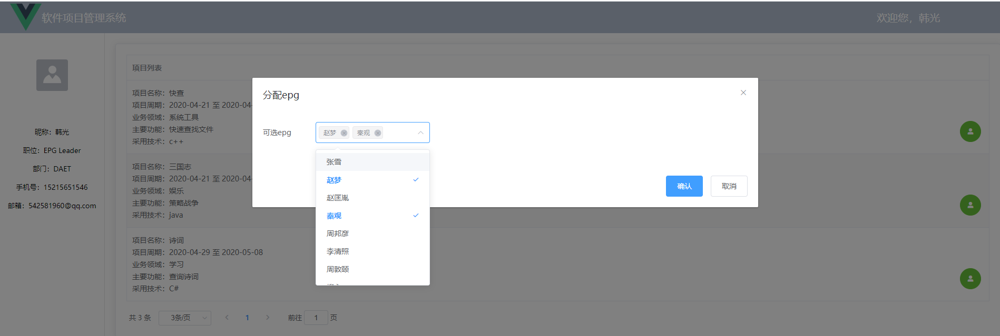 软件项目管理系统
欢迎您，韩光
昵称：韩光
职位：EPG Leader
部门：DAET
手机号：15215651546
邮箱：542581960@qq.com
项目列表
项目名称：快查
项目周期：2020-04-21 至 2020-04-
业务领域：系统工具
主要功能：快速查找文件
采用技术：c++
项目名称：三国志
项目周期：2020-04-21 至 2020-04-
业务领域：娱乐
主要功能：策略战争
采用技术：java
项目名称：诗词
项目周期：2020-04-29 至 2020-05-08
业务领域：学习
主要功能：查询诗词
采用技术：C#
共 3 条 3条/页 1 前往 1 页
分配epg
可选epg 赵梦 秦观
张雪
赵梦
赵匡胤
秦观
周邦彦
李清照
周敦颐
确认 取消